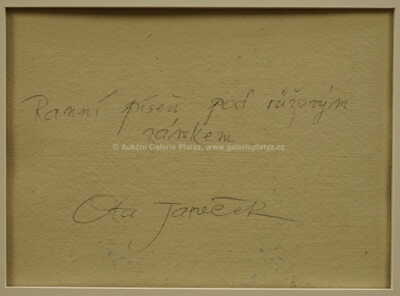 Ranní píseň pod růžovým
zámkem
© Aukční Galerie Platýz, www.galerieplatyz.cz
Ota Janeček